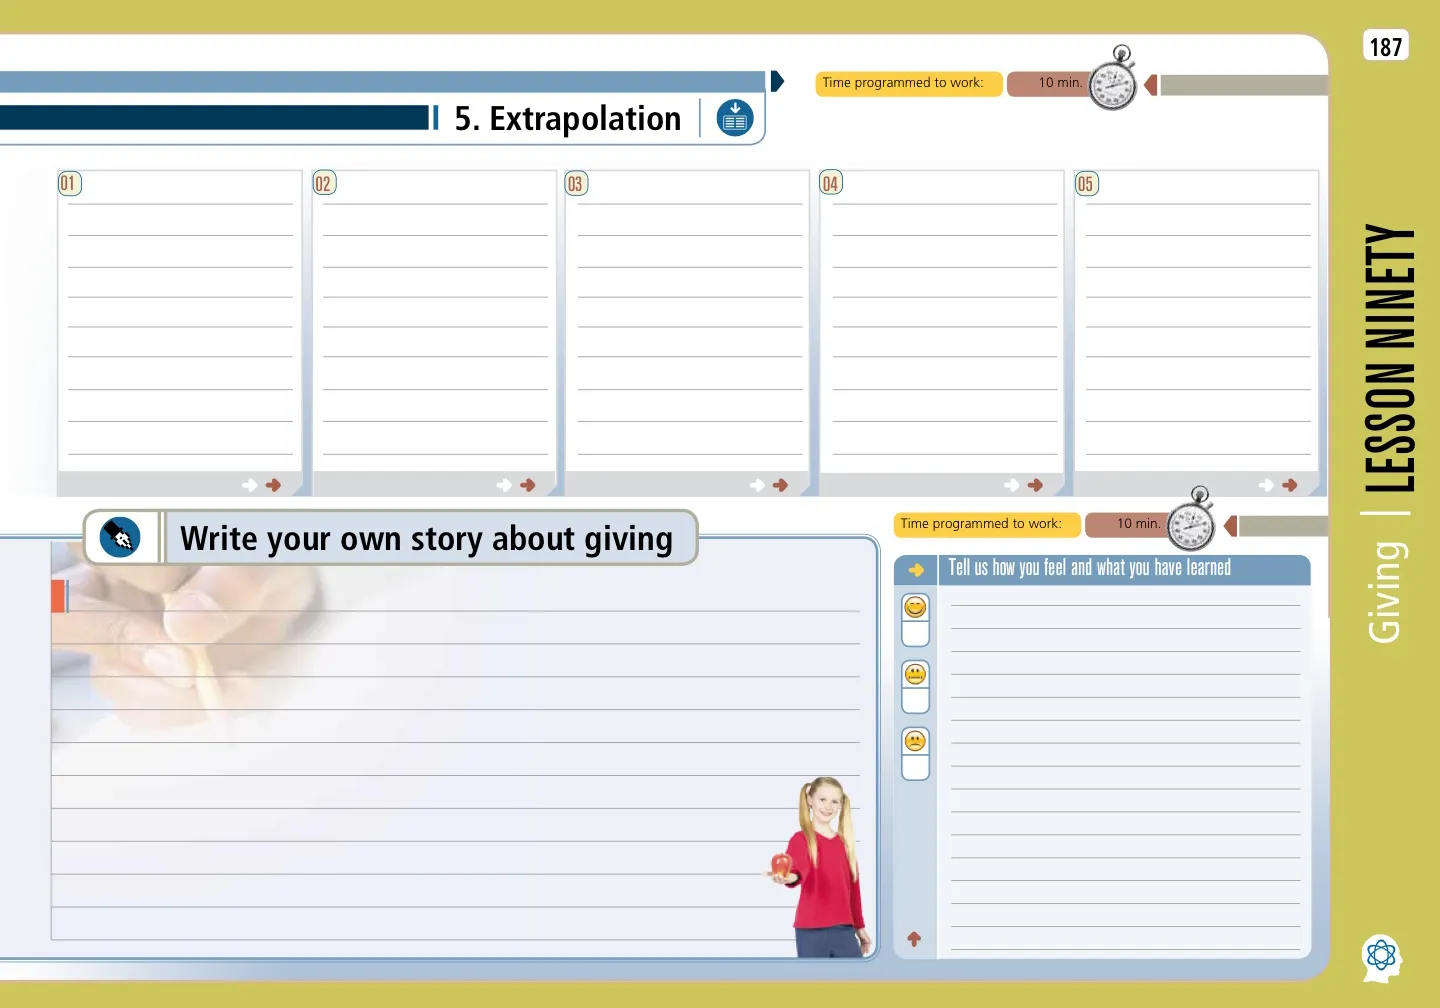 187
Time programmed to work:
10 min.
5. Extrapolation
01
02
03
04
05
Write your own story about giving
Time programmed to work:
10 min.
Tell us how you feel and what you have learned
Giving | LESSON NINETY